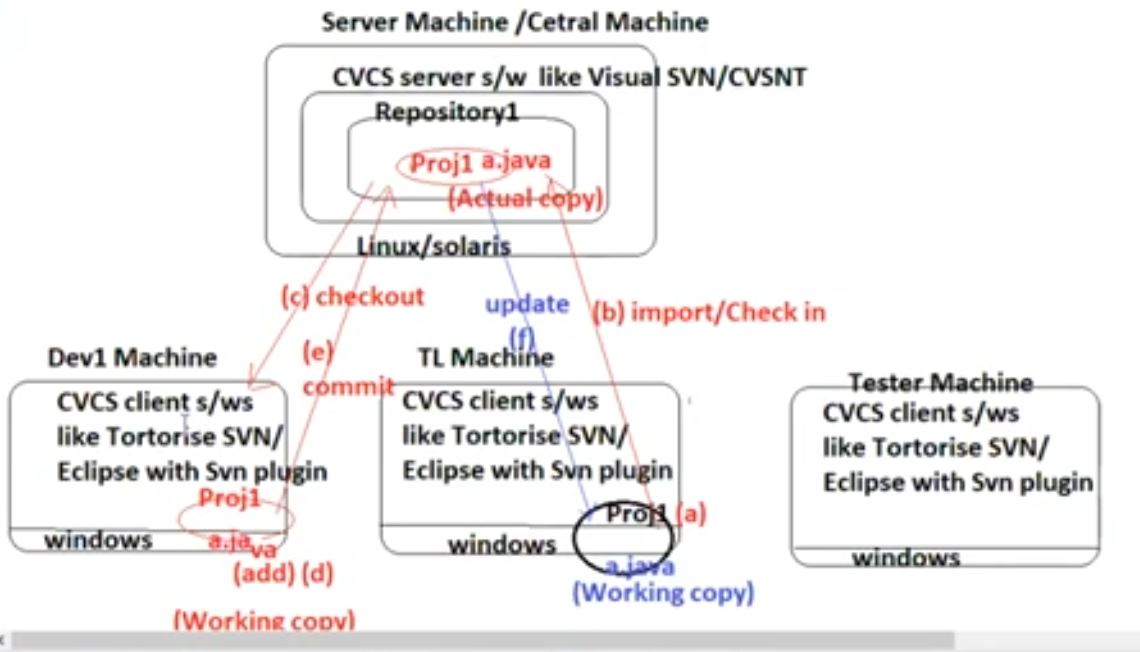 Server Machine /Cetral Machine
CVCS server s/w like Visual SVN/CVSNT
Repository1
Proj1 a.java
(Actual copy)
Linux/solaris
(c) checkout
update
(b) import/Check in
(f)
(e)
commit
Dev1 Machine
CVCS client s/ws
like Tortorise SVN/
Eclipse with Svn plugin
Proj1
windows
a.ja
va
(add) (d)
(Working copy)
TL Machine
CVCS client s/ws
like Tortorise SVN/
Eclipse with Svn plugin
Proj1 (a)
windows
a.java
(Working copy)
Tester Machine
CVCS client s/ws
like Tortorise SVN/
Eclipse with Svn plugin
windows